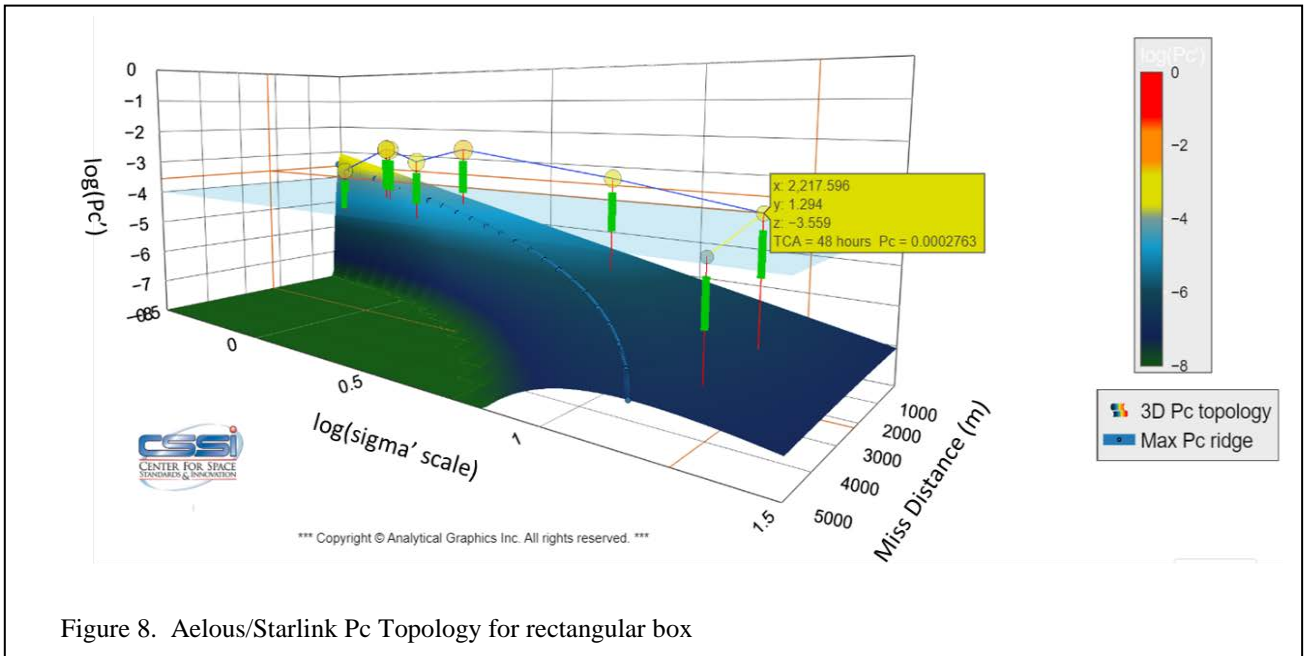 0
−1
−2
−3
−4
−5
−6
−7
0
0.5
1
1.5
log(Pc')
log(sigma' scale)
1000
2000
3000
4000
5000
Miss Distance (m)
x: 2,217.596
y: 1.294
z: −3.559
TCA = 48 hours Pc = 0.0002763
log(Pc')
0
−2
−4
−6
−8
3D Pc topology
Max Pc ridge
CSSI
CENTER FOR SPACE
STANDARDS & INNOVATION
*** Copyright © Analytical Graphics Inc. All rights reserved. ***
Figure 8. Aelous/Starlink Pc Topology for rectangular box